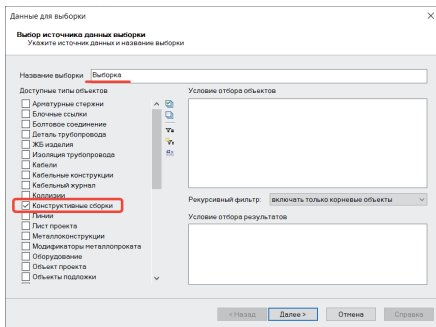 Данные для выборки
Выбор источника данных выборки
Укажите источник данных и название выборки
Название выборки Выборка
Доступные типы объектов
Условие отбора объектов
Арматурные стержни
Блочные ссылки
Болтовое соединение
Деталь трубопровода
ЖБ изделия
Изоляция трубопровода
Кабели
Кабельные конструкции
Кабельный журнал
Коллизии
Конструктивные сборки
Линии
Лист проекта
Металлоконструкции
Модификаторы металлопроката
Оборудование
Объект проекта
Объекты подложки
Рекурсивный фильтр: включать только корневые объекты
Условие отбора результатов
< Назад Далее > Отмена Справка